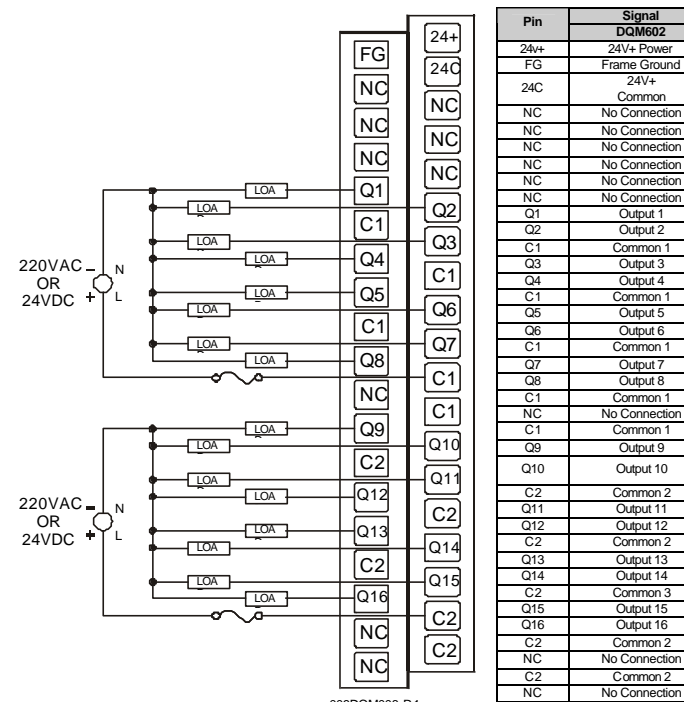 FG
NC
NC
NC
Q1
C1
Q4
Q5
C1
Q8
NC
Q9
C2
Q12
Q13
C2
Q16
NC
NC
24+
24C
NC
NC
NC
Q2
Q3
C1
Q6
Q7
C1
C1
Q10
Q11
C2
Q14
Q15
C2
C2
LOA
LOA
LOA
LOA
LOA
LOA
LOA
LOA
220VAC - N
OR
24VDC + L
LOA
LOA
LOA
LOA
LOA
LOA
LOA
LOA
220VAC - N
OR
24VDC + L
Pin Signal
DQM602
24v+ 24V+ Power
FG Frame Ground
24C 24V+
Common
NC No Connection
NC No Connection
NC No Connection
NC No Connection
NC No Connection
NC No Connection
Q1 Output 1
Q2 Output 2
C1 Common 1
Q3 Output 3
Q4 Output 4
C1 Common 1
Q5 Output 5
Q6 Output 6
C1 Common 1
Q7 Output 7
Q8 Output 8
C1 Common 1
NC No Connection
C1 Common 1
Q9 Output 9
Q10 Output 10
C2 Common 2
Q11 Output 11
Q12 Output 12
C2 Common 2
Q13 Output 13
Q14 Output 14
C2 Common 3
Q15 Output 15
Q16 Output 16
C2 Common 2
NC No Connection
C2 Common 2
NC No Connection